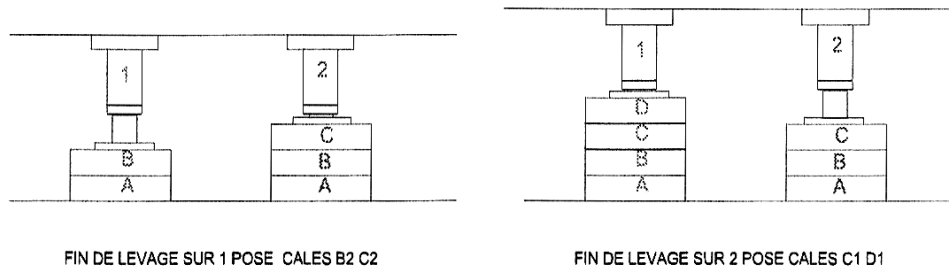 1
2
B
A
C
B
A
1
2
D
C
B
A
C
B
A
FIN DE LEVAGE SUR 1 POSE CALES B2 C2
FIN DE LEVAGE SUR 2 POSE CALES C1 D1